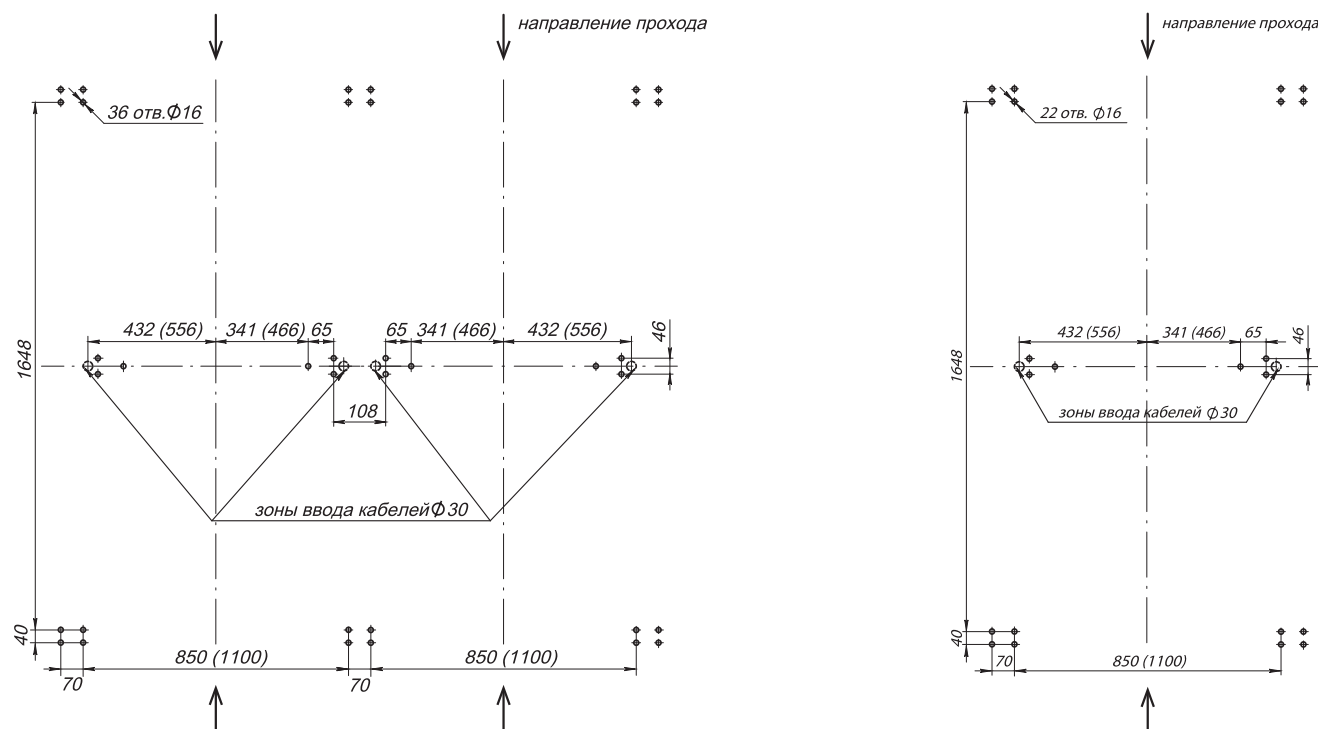 направление прохода
36 отв.Ф16
1648
432 (556) 341 (466) 65 65 341 (466) 432 (556) 46
108
зоны ввода кабелей Ф30
40
850 (1100) 850 (1100)
70 70
направление прохода
22 отв. Ф16
1648
432 (556) 341 (466) 65 46
зоны ввода кабелей Ф30
40
70 850 (1100)